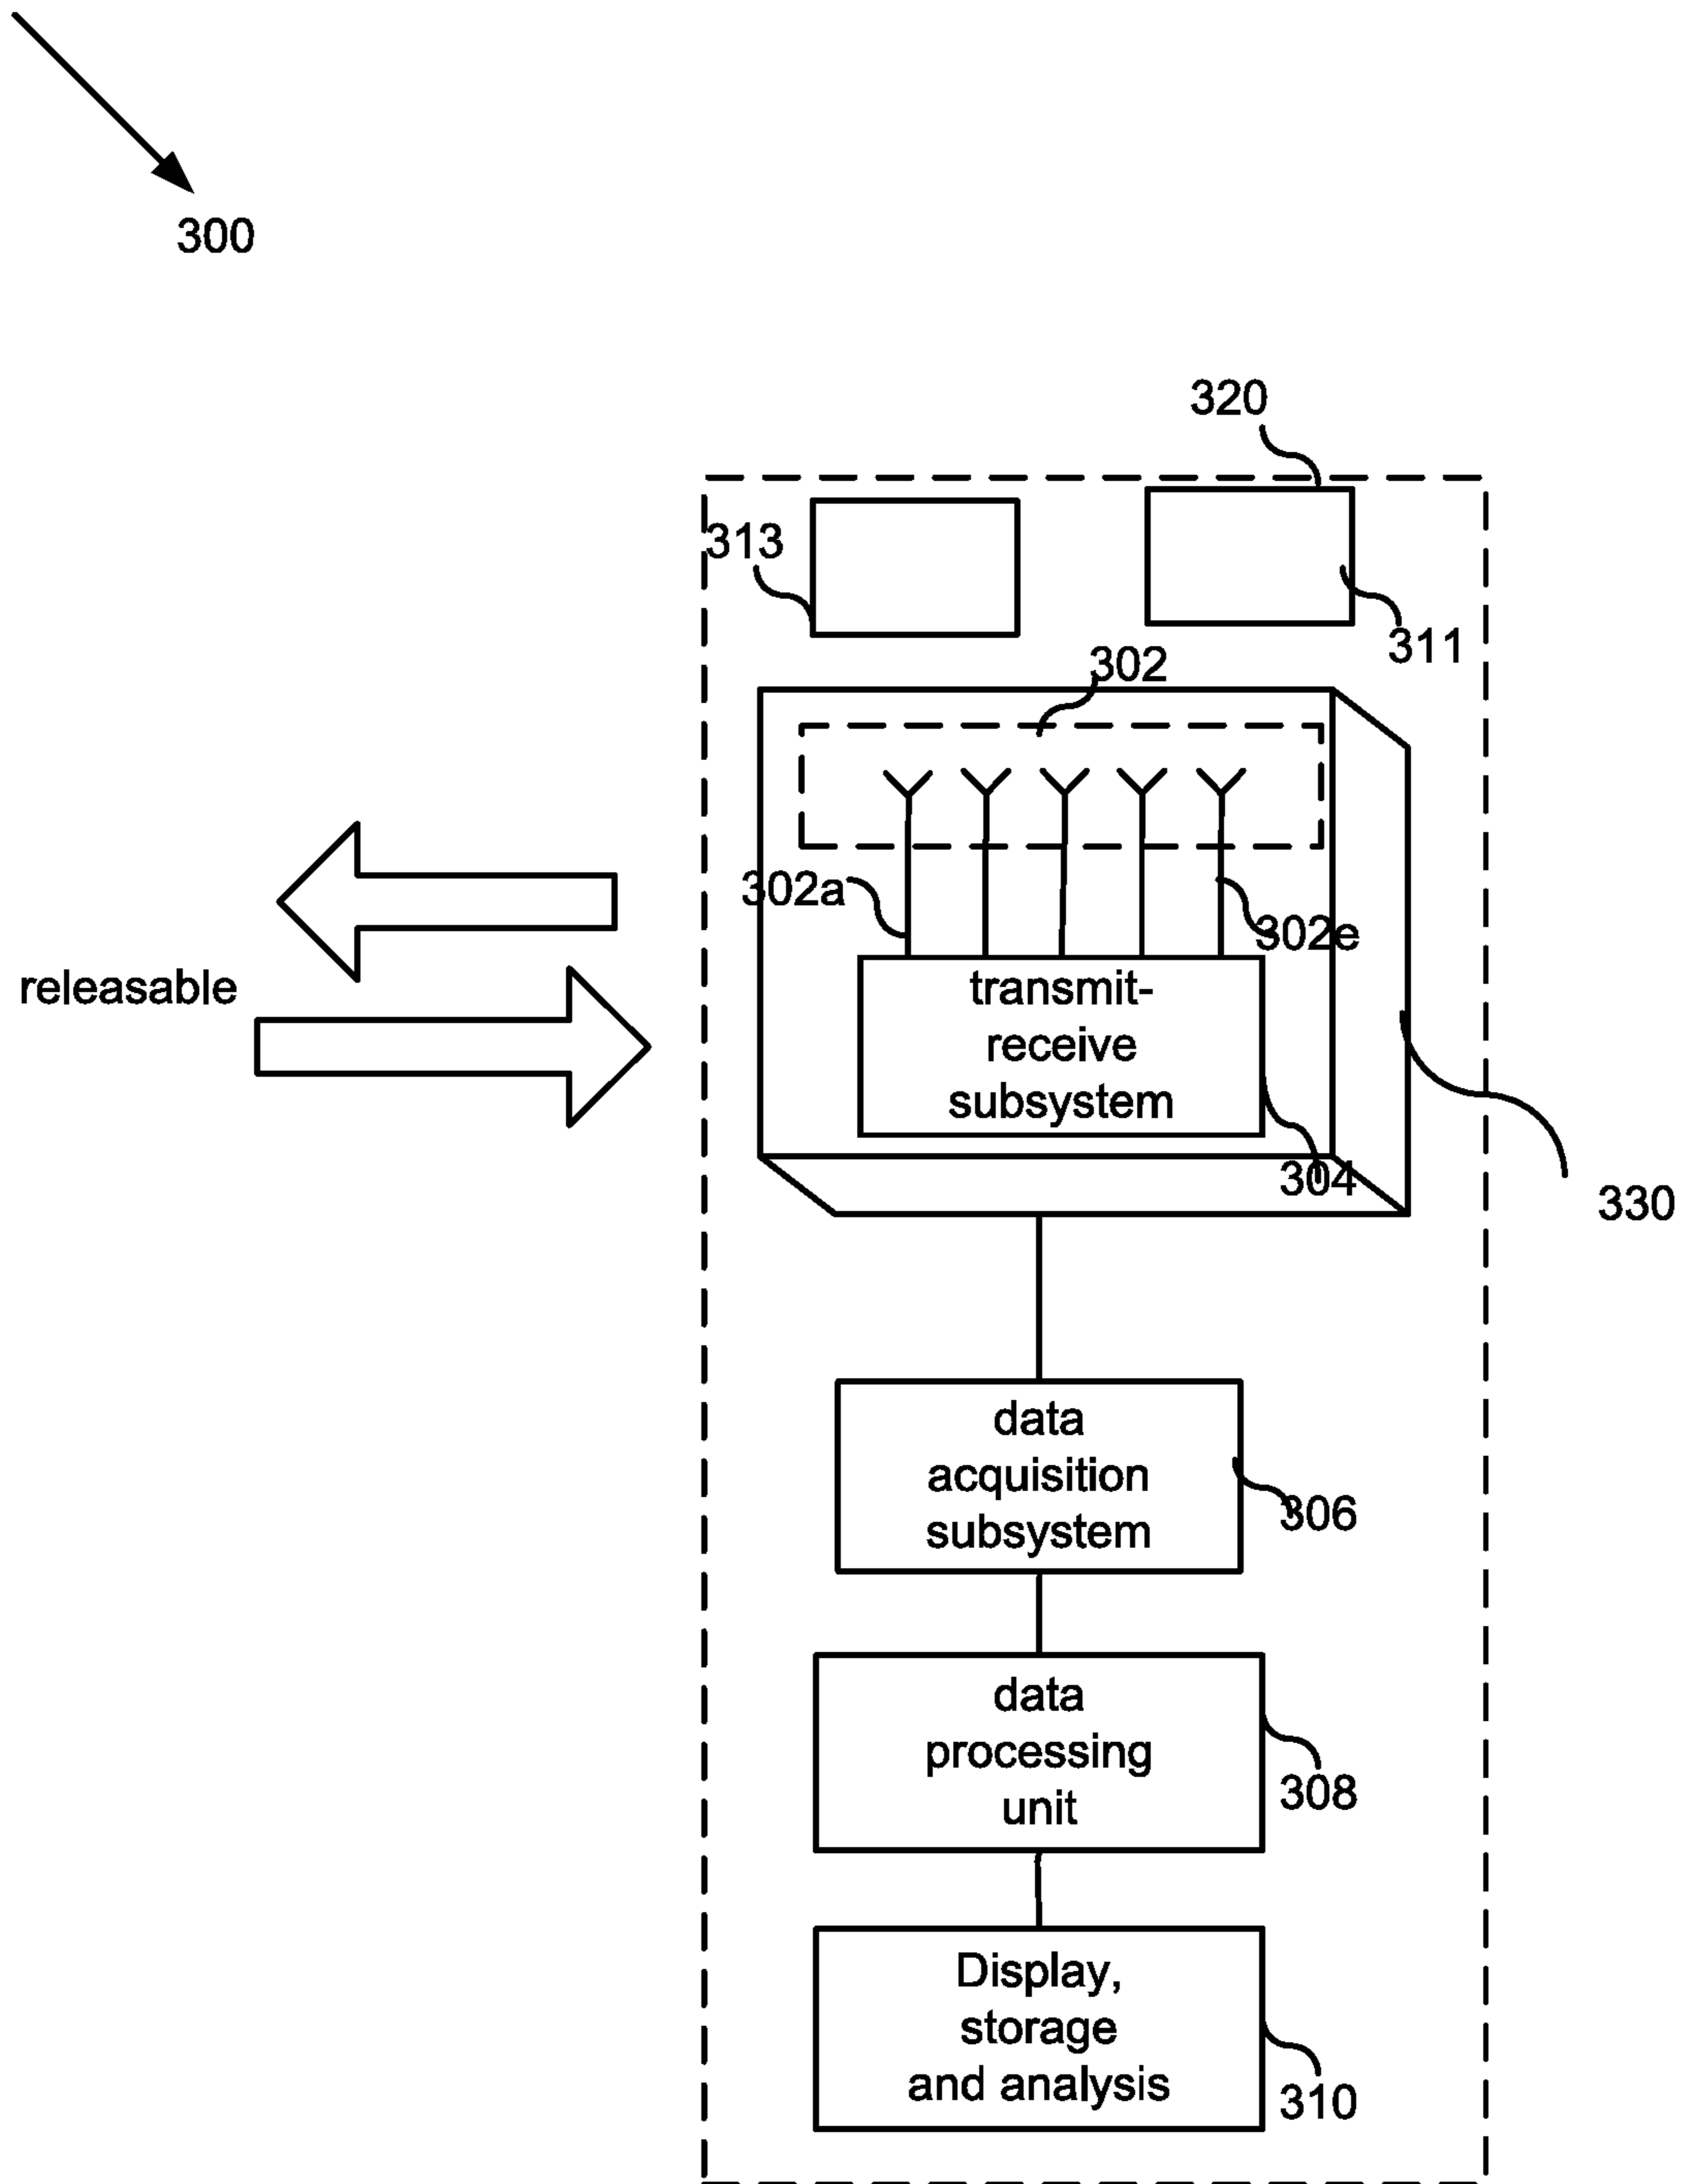 300
320
313
311
302
302a
302e
releasable
transmit-
receive
subsystem
304
330
data
acquisition
subsystem
306
data
processing
unit
308
Display,
storage
and analysis
310